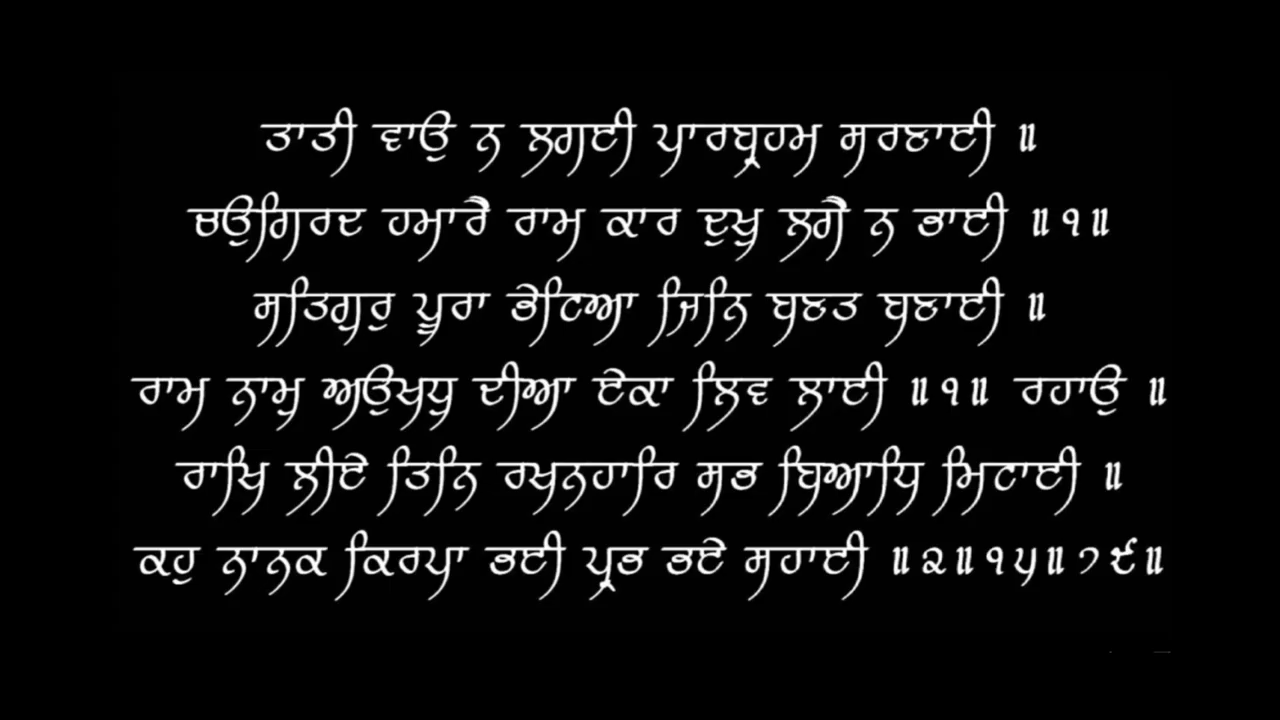 ਤਾਤੀ ਵਾਉ ਨ ਲਗਈ ਪਾਰਬ੍ਰਹਮ ਸਰਣਾਈ ॥
ਚਉਗਿਰਦ ਹਮਾਰੈ ਰਾਮ ਕਾਰ ਦੁਖੁ ਲਗੈ ਨ ਭਾਈ ॥੧॥
ਸਤਿਗੁਰੁ ਪੂਰਾ ਭੇਟਿਆ ਜਿਨਿ ਬਣਤ ਬਣਾਈ ॥
ਰਾਮ ਨਾਮੁ ਅਉਖਧੁ ਦੀਆ ਏਕਾ ਲਿਵ ਲਾਈ ॥੧॥ ਰਹਾਉ ॥
ਰਾਖਿ ਲੀਏ ਤਿਨਿ ਰਖਨਹਾਰਿ ਸਭ ਬਿਆਧਿ ਮਿਟਾਈ ॥
ਕਹੁ ਨਾਨਕ ਕਿਰਪਾ ਭਈ ਪ੍ਰਭ ਭਏ ਸਹਾਈ ॥੨॥੧੫॥੭੯॥